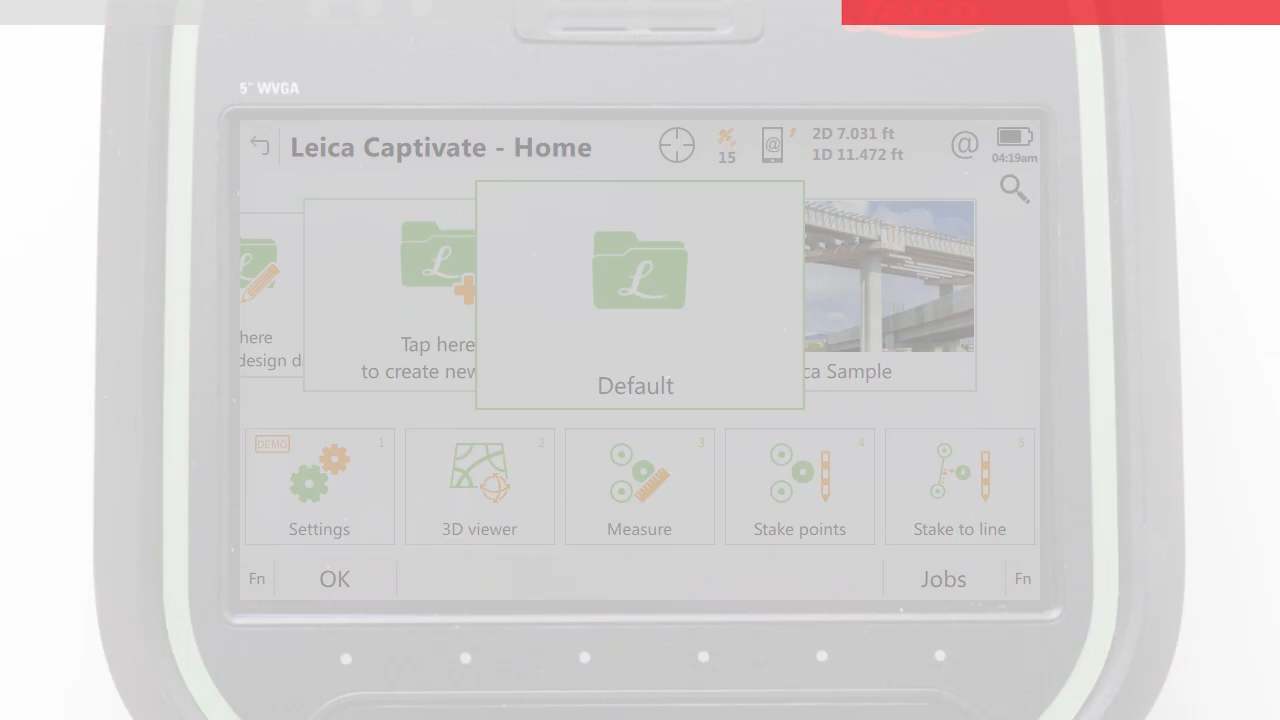 5" WVGA
Leica Captivate - Home
15
@
2D 7.031 ft
1D 11.472 ft
@
04:19am
here
design d
Tap here
to create new
L
Default
ca Sample
DEMO
1
Settings
2
3D viewer
3
Measure
4
Stake points
5
Stake to line
Fn
OK
Jobs
Fn